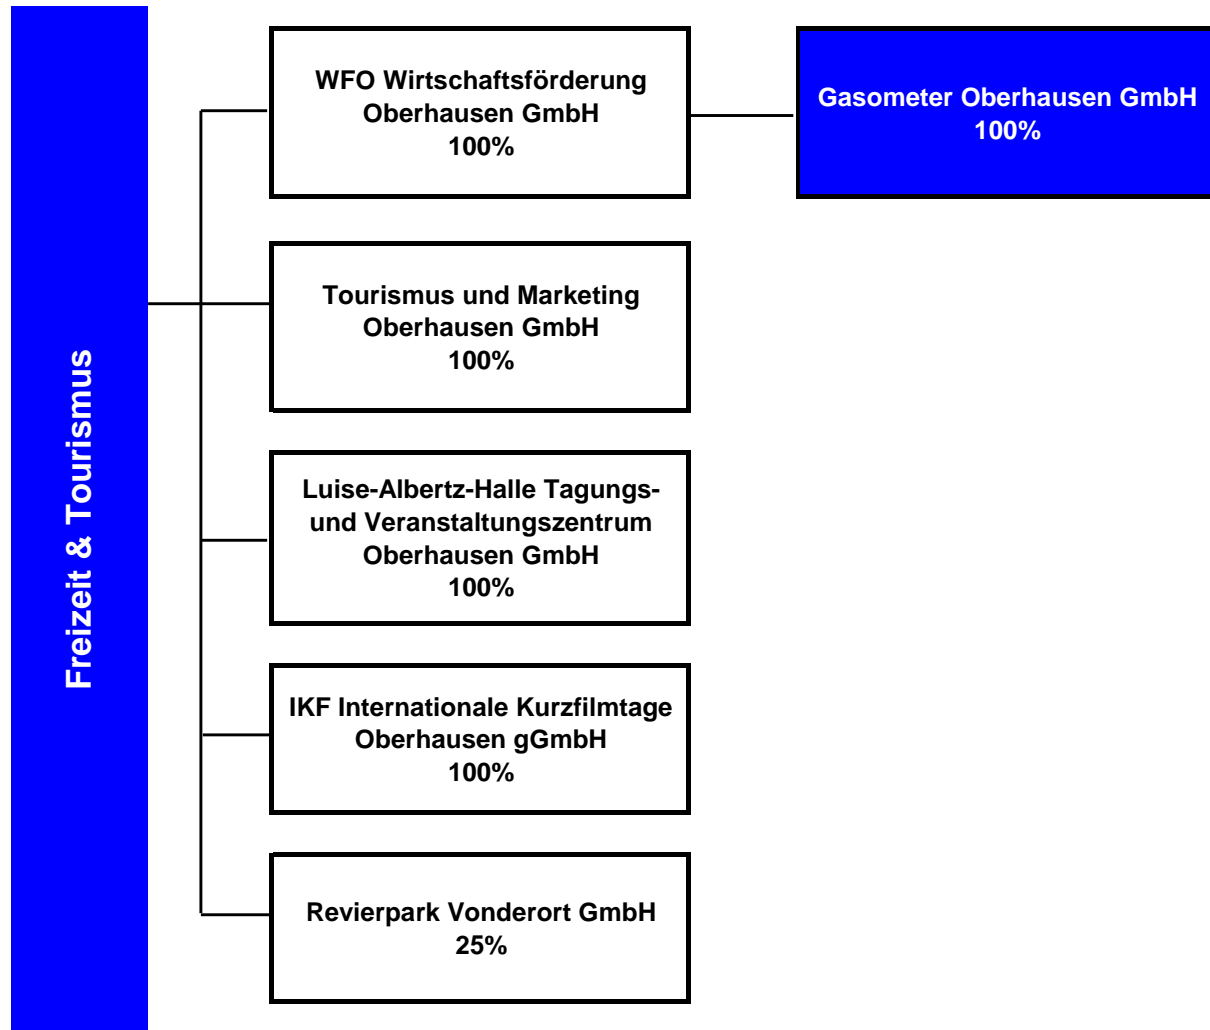 Freizeit & Tourismus
WFO Wirtschaftsförderung
Oberhausen GmbH
100%
Gasometer Oberhausen GmbH
100%
Tourismus und Marketing
Oberhausen GmbH
100%
Luise-Albertz-Halle Tagungs-
und Veranstaltungszentrum
Oberhausen GmbH
100%
IKF Internationale Kurzfilmtage
Oberhausen gGmbH
100%
Revierpark Vonderort GmbH
25%